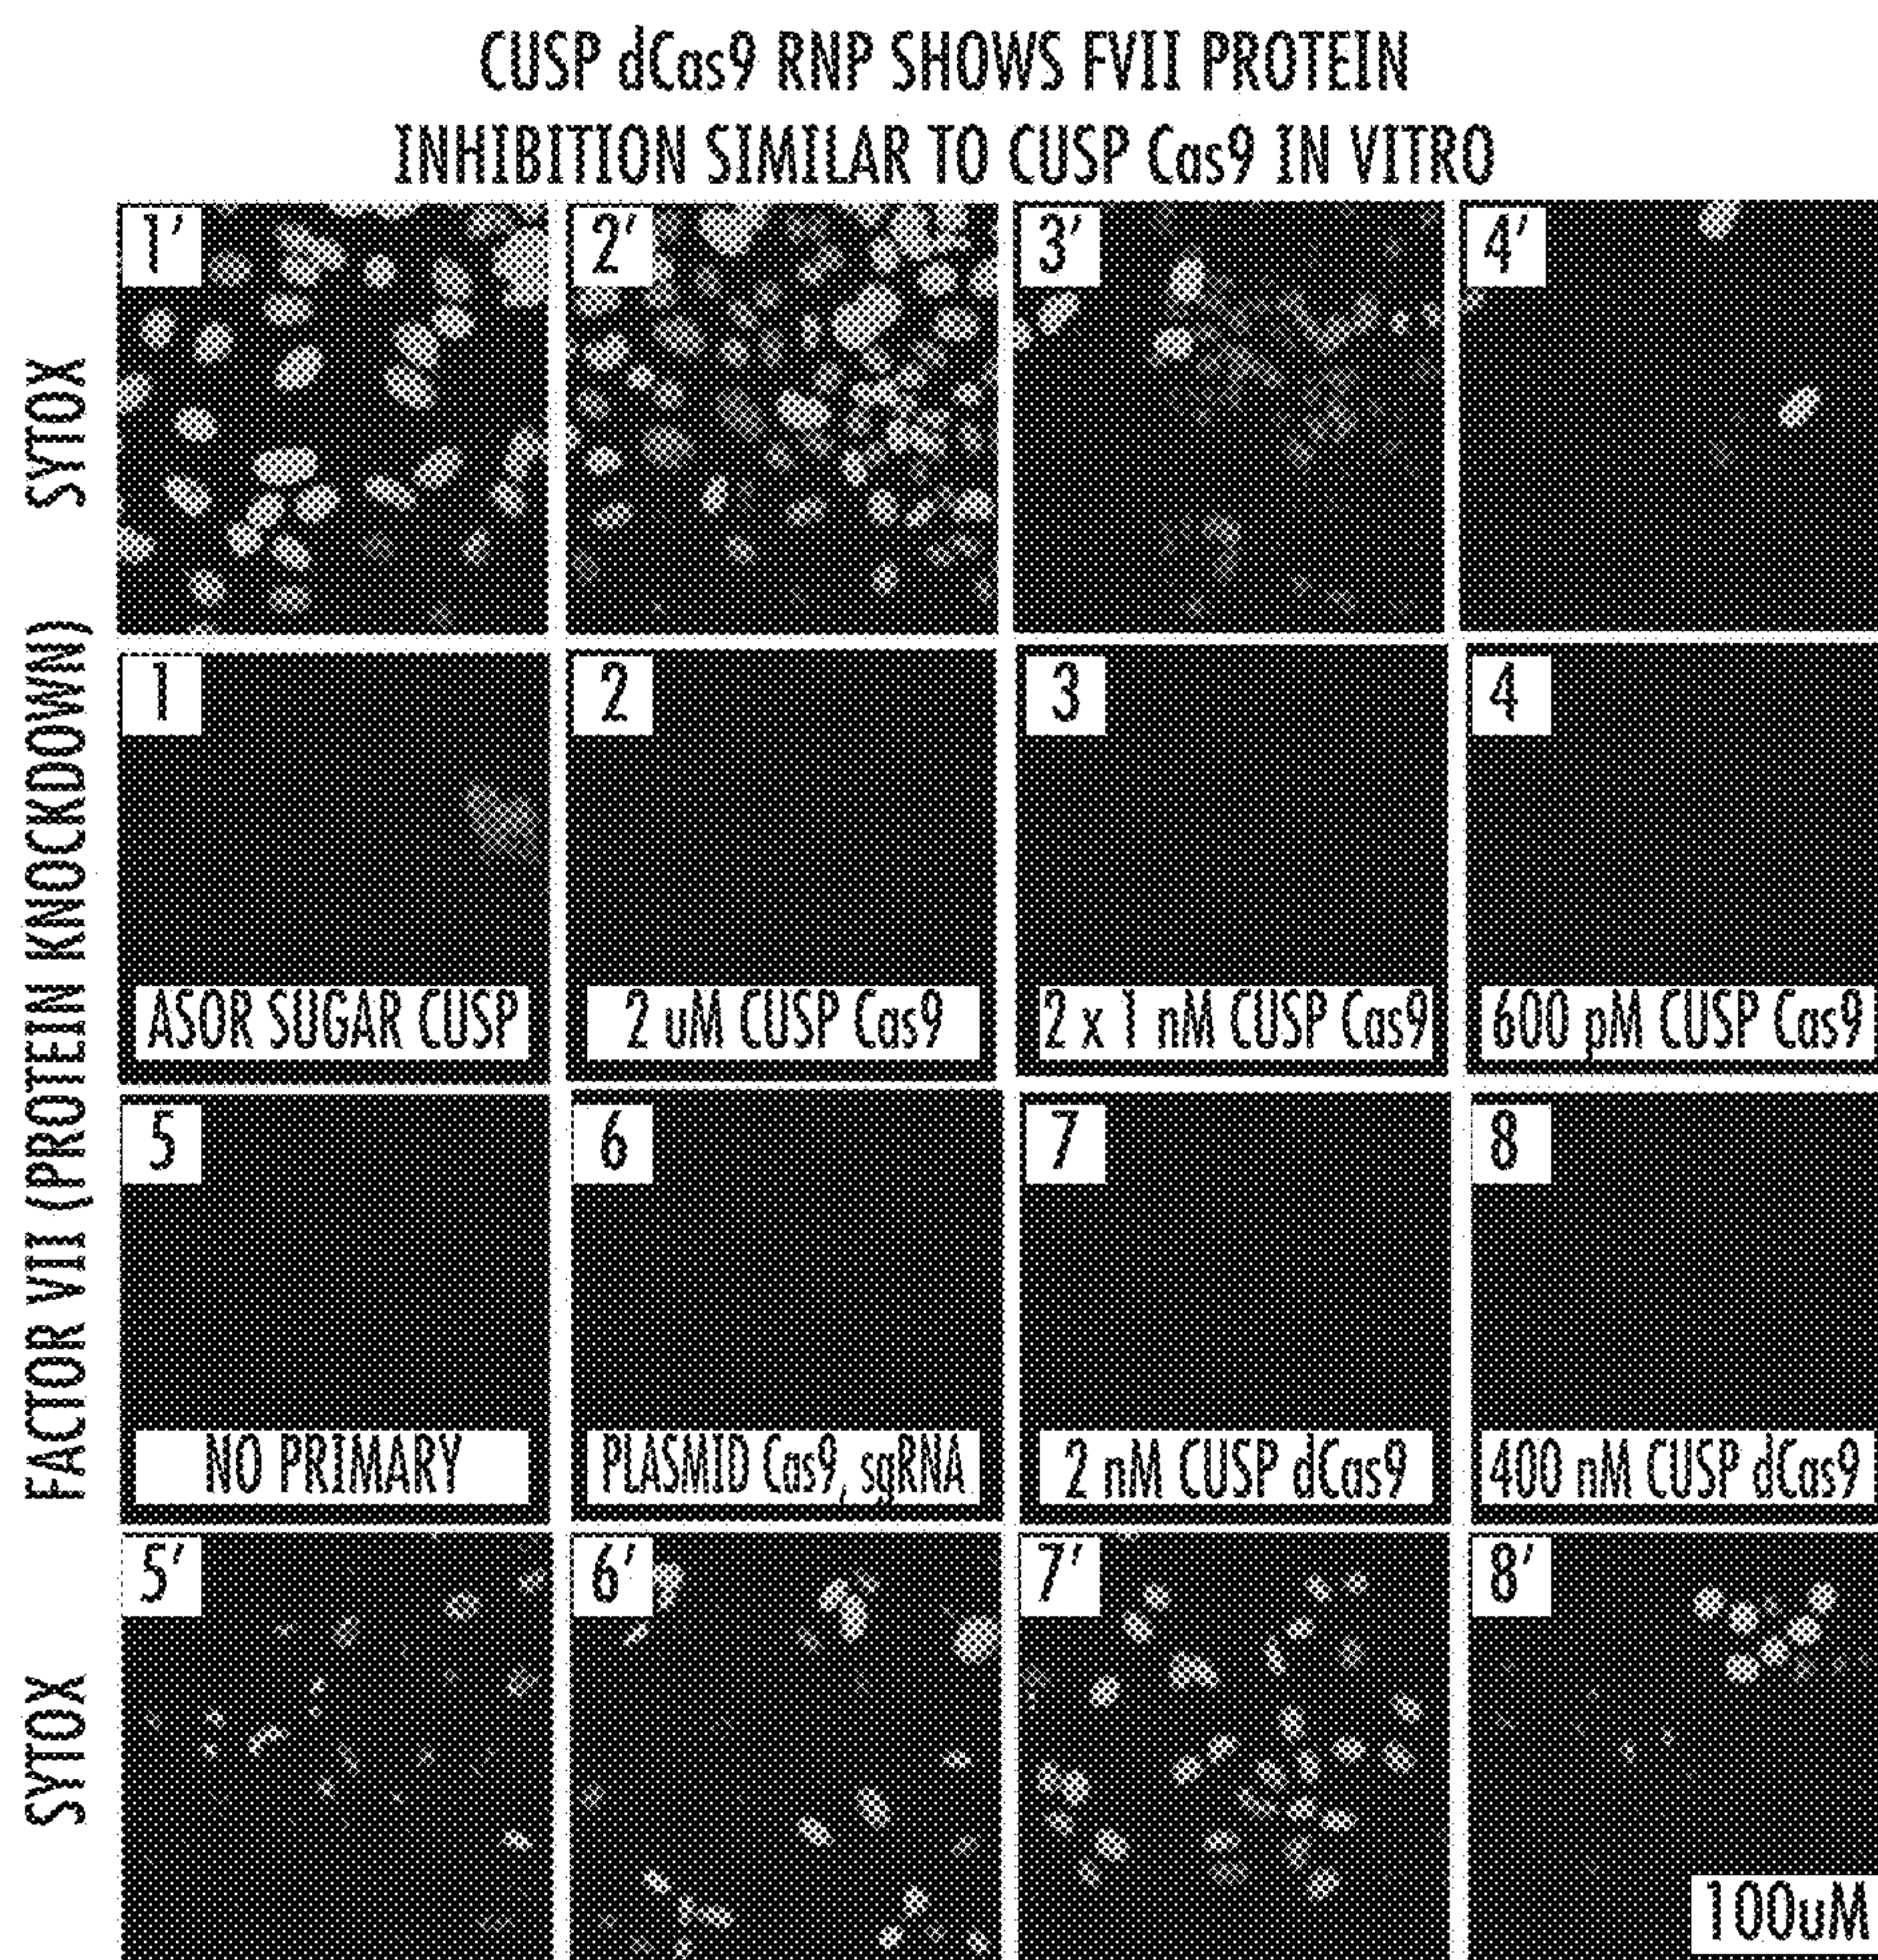 CUSP dCas9 RNP SHOWS FVII PROTEIN
INHIBITION SIMILAR TO CUSP Cas9 IN VITRO
SYTOX
1'
2'
3'
4'
FACTOR VII (PROTEIN KNOCKDOWN)
1
2
3
4
ASOR SUGAR CUSP
2 uM CUSP Cas9
2 x 1 nM CUSP Cas9
600 pM CUSP Cas9
5
6
7
8
NO PRIMARY
PLASMID Cas9, sgRNA
2 nM CUSP dCas9
400 nM CUSP dCas9
SYTOX
5'
6'
7'
8'
100uM